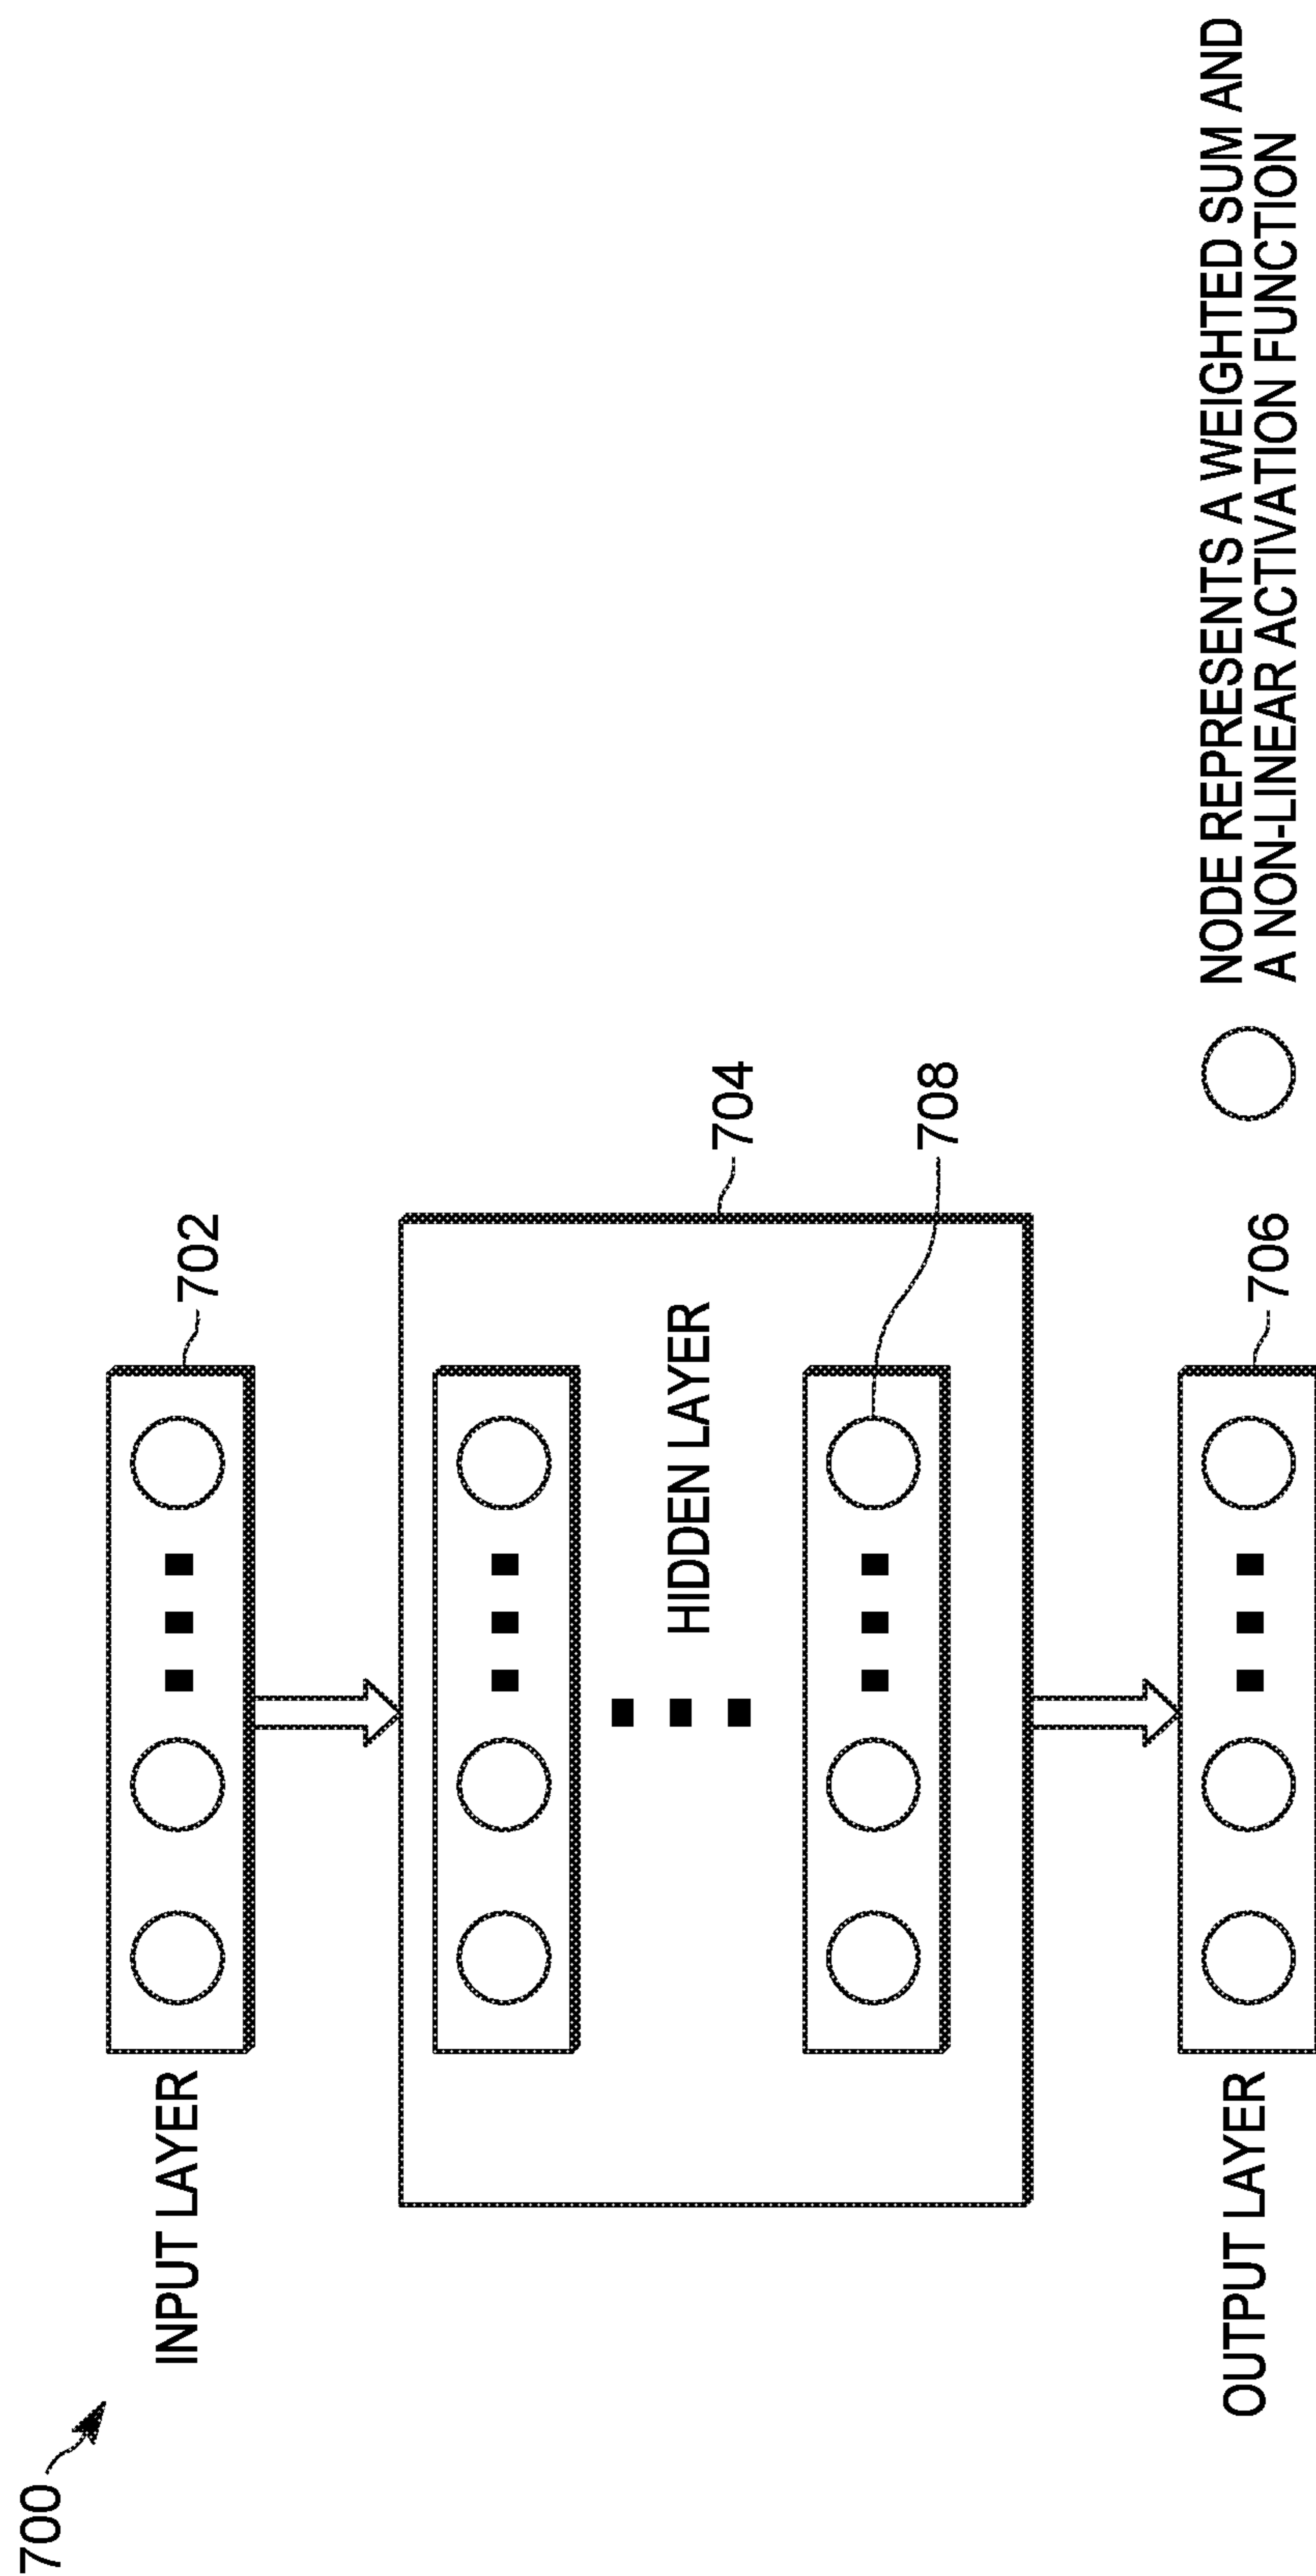 700
INPUT LAYER
702
704
HIDDEN LAYER
708
OUTPUT LAYER
706
NODE REPRESENTS A WEIGHTED SUM AND
A NON-LINEAR ACTIVATION FUNCTION